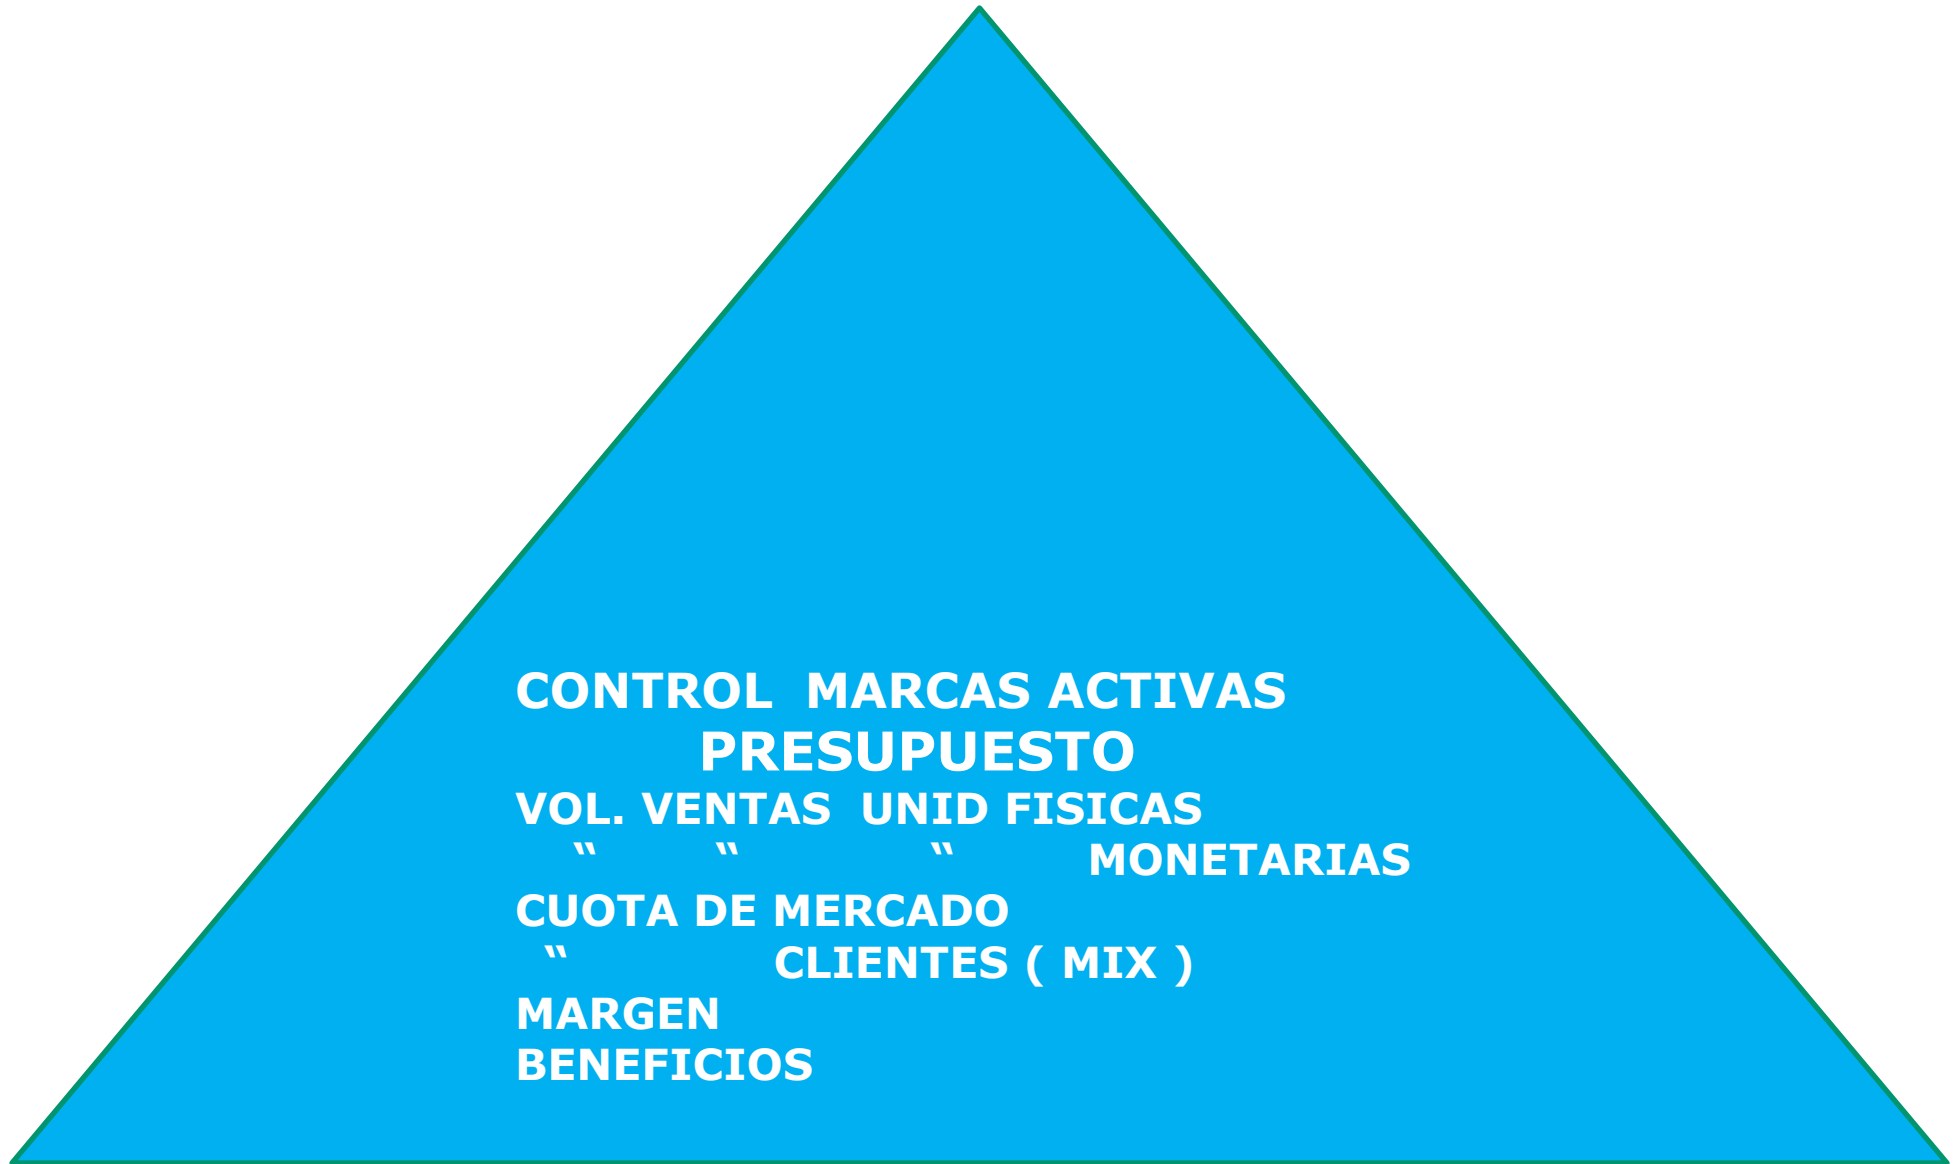 CONTROL  MARCAS ACTIVAS
PRESUPUESTO
VOL. VENTAS  UNID FISICAS
“ “ “ MONETARIAS
CUOTA DE MERCADO
“ CLIENTES ( MIX )
MARGEN
BENEFICIOS